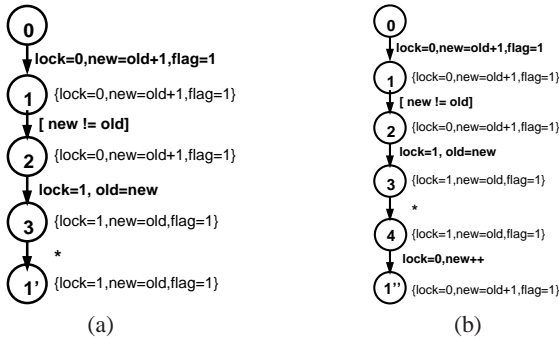 0
lock=0,new=old+1,flag=1
1 {lock=0,new=old+1,flag=1}
[ new != old]
2 {lock=0,new=old+1,flag=1}
lock=1, old=new
3 {lock=1,new=old,flag=1}
*
1' {lock=1,new=old,flag=1}
(a)
0
lock=0,new=old+1,flag=1
1 {lock=0,new=old+1,flag=1}
[ new != old]
2 {lock=0,new=old+1,flag=1}
lock=1, old=new
3 {lock=1,new=old,flag=1}
*
4 {lock=1,new=old,flag=1}
lock=0,new++
1'' {lock=0,new=old+1,flag=1}
(b)